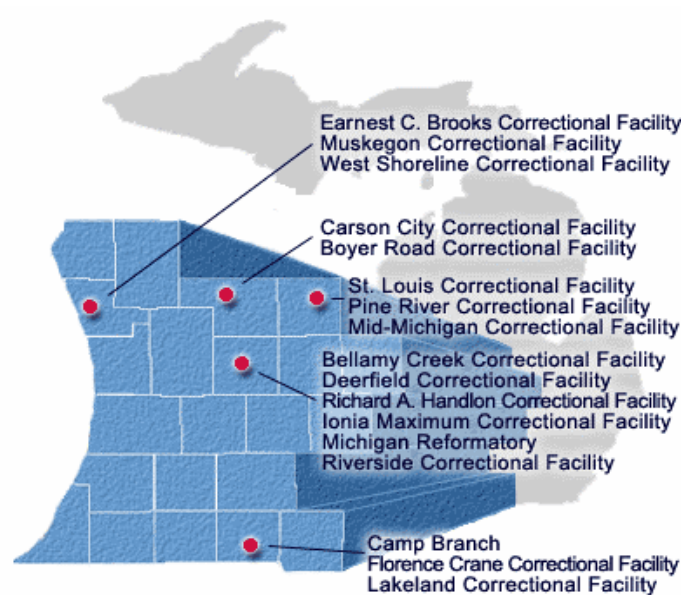 Earnest C. Brooks Correctional Facility
Muskegon Correctional Facility
West Shoreline Correctional Facility
Carson City Correctional Facility
Boyer Road Correctional Facility
St. Louis Correctional Facility
Pine River Correctional Facility
Mid-Michigan Correctional Facility
Bellamy Creek Correctional Facility
Deerfield Correctional Facility
Richard A. Handlon Correctional Facility
Ionia Maximum Correctional Facility
Michigan Reformatory
Riverside Correctional Facility
Camp Branch
Florence Crane Correctional Facility
Lakeland Correctional Facility